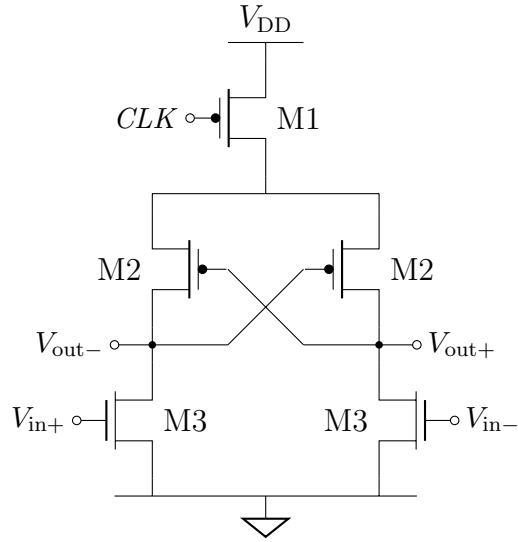 V_DD
CLK M1
M2 M2
V_out− V_out+
V_in+ M3 M3 V_in−